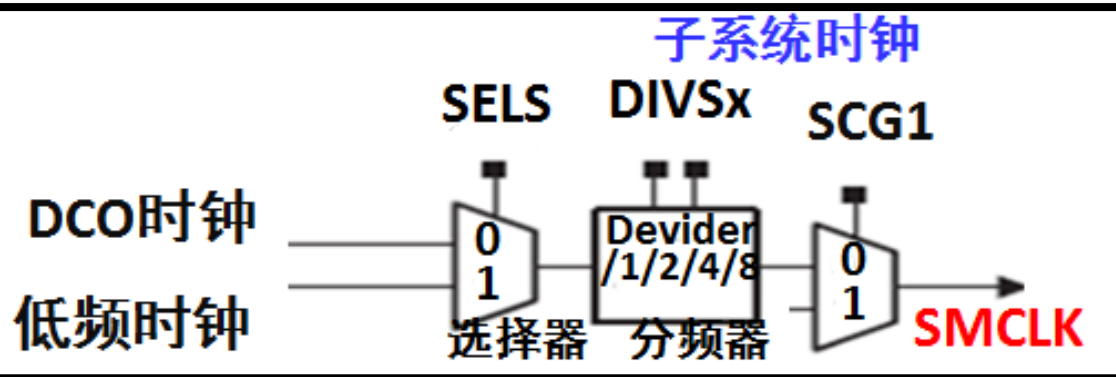 子系统时钟
SELS
DIVSx
SCG1
DCO时钟
低频时钟
0
1
Devider
/1/2/4/8
0
1
选择器
分频器
SMCLK